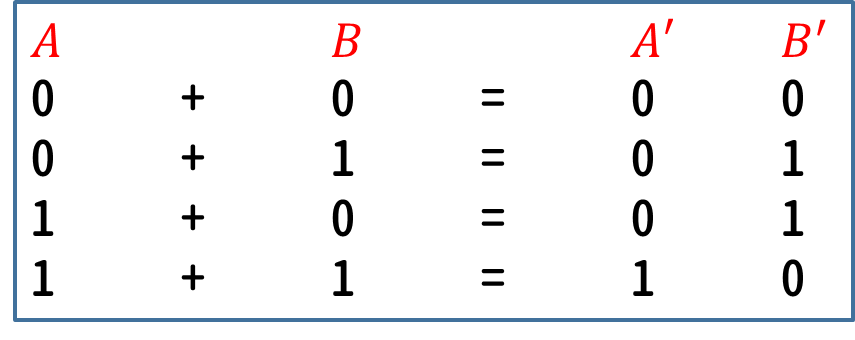 A B A′ B′
0 + 0 = 0 0
0 + 1 = 0 1
1 + 0 = 0 1
1 + 1 = 1 0